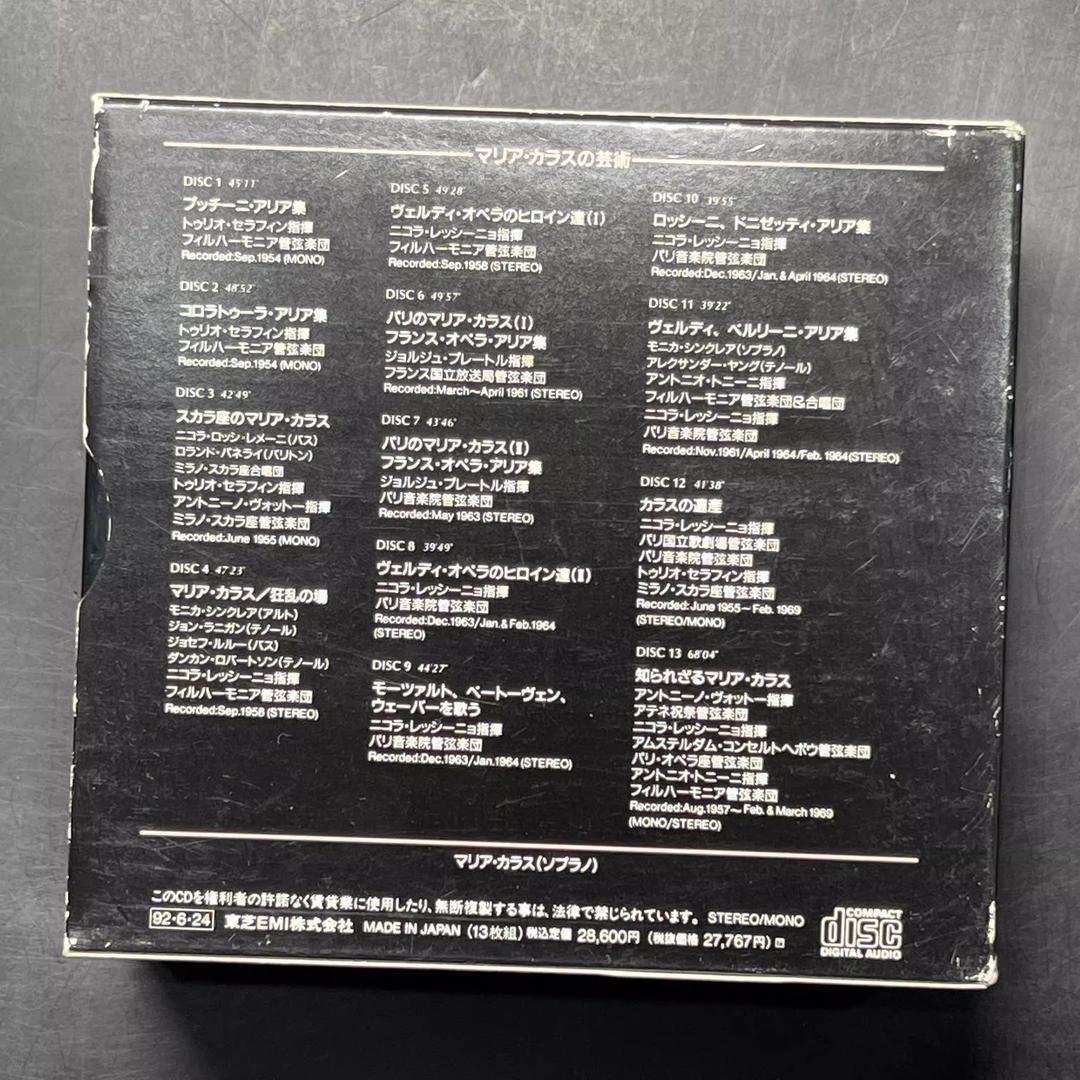 マリア・カラスの芸術
DISC 1 45'11"
プッチーニ・アリア集
トゥリオ・セラフィン指揮
フィルハーモニア管弦楽団
Recorded:Sep.1954 (MONO)
DISC 2 48'52"
コロラトゥーラ・アリア集
トゥリオ・セラフィン指揮
フィルハーモニア管弦楽団
Recorded:Sep.1954 (MONO)
DISC 3 42'49"
スカラ座のマリア・カラス
ニコラ・ロッシ・レメーニ(バス)
ロランド・パネライ(バリトン)
ミラノ・スカラ座合唱団
トゥリオ・セラフィン指揮
アントニーノ・ヴォットー指揮
ミラノ・スカラ座管弦楽団
Recorded:June 1955 (MONO)
DISC 4 47'23"
マリア・カラス/狂乱の場
モニカ・シンクレア(アルト)
ジョン・ラニガン(テノール)
ジョセフ・ルルー(バス)
ダンカン・ロバートソン(テノール)
ニコラ・レッシーニョ指揮
フィルハーモニア管弦楽団
Recorded:Sep.1958 (STEREO)
DISC 5 49'28"
ヴェルディ・オペラのヒロイン達(I)
ニコラ・レッシーニョ指揮
フィルハーモニア管弦楽団
Recorded:Sep.1958 (STEREO)
DISC 6 49'57"
パリのマリア・カラス(I)
フランス・オペラ・アリア集
ジョルジュ・プレートル指揮
フランス国立放送局管弦楽団
Recorded:March〜April 1961 (STEREO)
DISC 7 43'46"
パリのマリア・カラス(II)
フランス・オペラ・アリア集
ジョルジュ・プレートル指揮
パリ音楽院管弦楽団
Recorded:May 1963 (STEREO)
DISC 8 39'49"
ヴェルディ・オペラのヒロイン達(II)
ニコラ・レッシーニョ指揮
パリ音楽院管弦楽団
Recorded:Dec.1963/Jan.&Feb.1964
(STEREO)
DISC 9 44'27"
モーツァルト、ベートーヴェン、
ウェーバーを歌う
ニコラ・レッシーニョ指揮
パリ音楽院管弦楽団
Recorded:Dec.1963/Jan.1964 (STEREO)
DISC 10 39'55"
ロッシーニ、ドニゼッティ・アリア集
ニコラ・レッシーニョ指揮
パリ音楽院管弦楽団
Recorded:Dec.1963/Jan.&April 1964(STEREO)
DISC 11 39'22"
ヴェルディ、ベルリーニ・アリア集
モニカ・シンクレア(ソプラノ)
アレクサンダー・ヤング(テノール)
アントニオ・トニーニ指揮
フィルハーモニア管弦楽団&合唱団
ニコラ・レッシーニョ指揮
パリ音楽院管弦楽団
Recorded:Nov.1961/April 1964/Feb.1964(STEREO)
DISC 12 41'38"
カラスの遺産
ニコラ・レッシーニョ指揮
パリ国立歌劇場管弦楽団
パリ音楽院管弦楽団
トゥリオ・セラフィン指揮
ミラノ・スカラ座管弦楽団
Recorded:June 1955〜Feb.1969
(STEREO/MONO)
DISC 13 68'04"
知られざるマリア・カラス
アントニーノ・ヴォットー指揮
アテネ祝祭管弦楽団
ニコラ・レッシーニョ指揮
アムステルダム・コンセルトヘボウ管弦楽団
パリ・オペラ座管弦楽団
アントニオ・トニーニ指揮
フィルハーモニア管弦楽団
Recorded:Aug.1957〜Feb.&March 1969
(MONO/STEREO)
マリア・カラス(ソプラノ)
このCDを権利者の許諾なく賃貸業に使用したり、無断複製する事は、法律で禁じられています。 STEREO/MONO
92・6・24 東芝EMI株式会社 MADE IN JAPAN (13枚組) 税込定価 28,600円 (税抜価格 27,767円)
COMPACT
disc
DIGITAL AUDIO